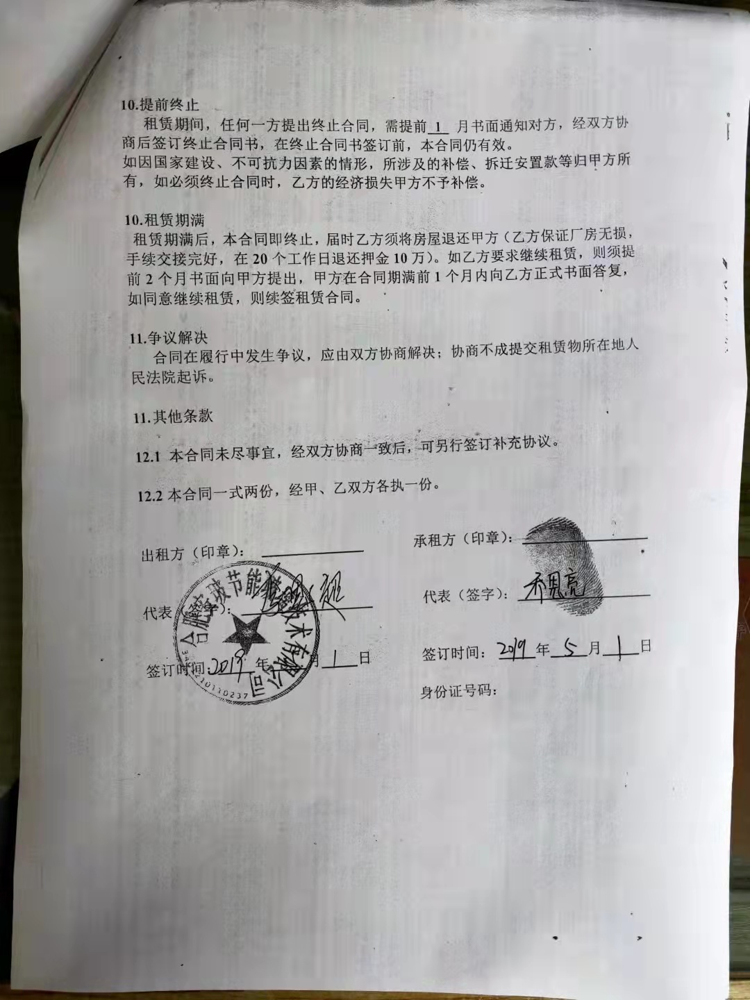 10.提前终止
租赁期间，任何一方提出终止合同，需提前 1 月书面通知对方，经双方协
商后签订终止合同书，在终止合同书签订前，本合同仍有效。
如因国家建设、不可抗力因素的情形，所涉及的补偿、拆迁安置款等归甲方所
有，如必须终止合同时，乙方的经济损失甲方不予补偿。
10.租赁期满
租赁期满后，本合同即终止，届时乙方须将房屋退还甲方（乙方保证厂房无损，
手续交接完好，在 20 个工作日退还押金 10 万）。如乙方要求继续租赁，则须提
前 2 个月书面向甲方提出，甲方在合同期满前 1 个月内向乙方正式书面答复，
如同意继续租赁，则续签租赁合同。
11.争议解决
合同在履行中发生争议，应由双方协商解决；协商不成提交租赁物所在地人
民法院起诉。
11.其他条款
12.1 本合同未尽事宜，经双方协商一致后，可另行签订补充协议。
12.2 本合同一式两份，经甲、乙双方各执一份。
出租方（印章）：
承租方（印章）：
代表（签字）：
代表（签字）：乔思亮
签订时间：2019 年 月 1 日
签订时间：2019 年 5 月 1 日
身份证号码：
合肥 玻节能 技术有限公司
10110237